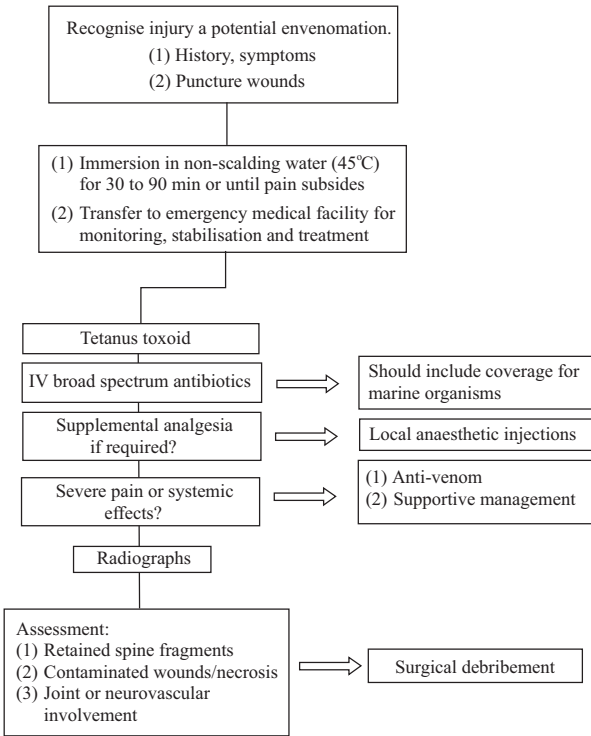 Recognise injury a potential envenomation.
(1) History, symptoms
(2) Puncture wounds
(1) Immersion in non-scalding water (45°C)
for 30 to 90 min or until pain subsides
(2) Transfer to emergency medical facility for
monitoring, stabilisation and treatment
Tetanus toxoid
IV broad spectrum antibiotics
Should include coverage for
marine organisms
Supplemental analgesia
if required?
Local anaesthetic injections
Severe pain or systemic
effects?
(1) Anti-venom
(2) Supportive management
Radiographs
Assessment:
(1) Retained spine fragments
(2) Contaminated wounds/necrosis
(3) Joint or neurovascular
involvement
Surgical debribement